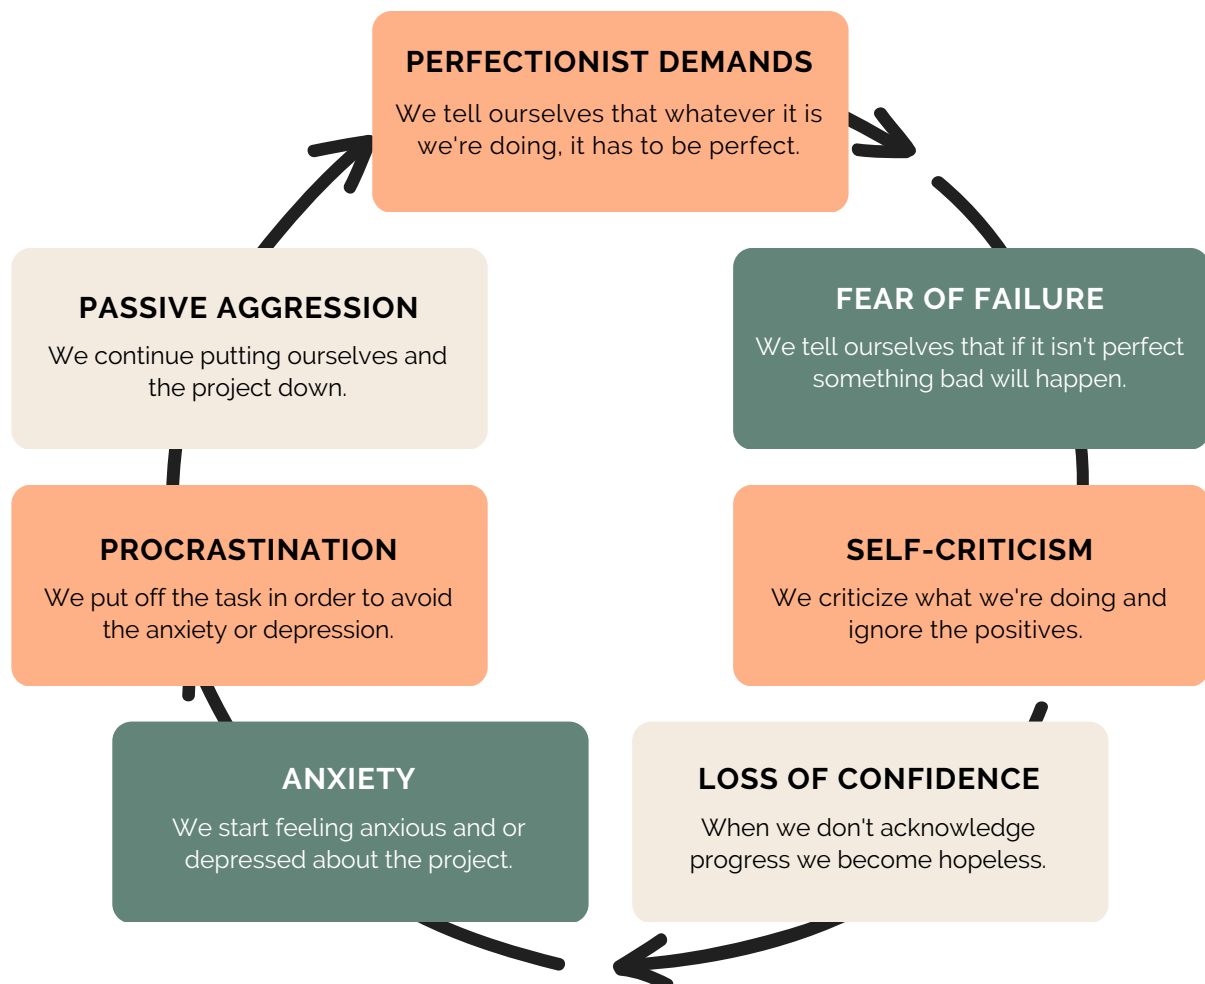 PERFECTIONIST DEMANDS
We tell ourselves that whatever it is
we're doing, it has to be perfect.
FEAR OF FAILURE
We tell ourselves that if it isn't perfect
something bad will happen.
SELF-CRITICISM
We criticize what we're doing and
ignore the positives.
LOSS OF CONFIDENCE
When we don't acknowledge
progress we become hopeless.
ANXIETY
We start feeling anxious and or
depressed about the project.
PROCRASTINATION
We put off the task in order to avoid
the anxiety or depression.
PASSIVE AGGRESSION
We continue putting ourselves and
the project down.